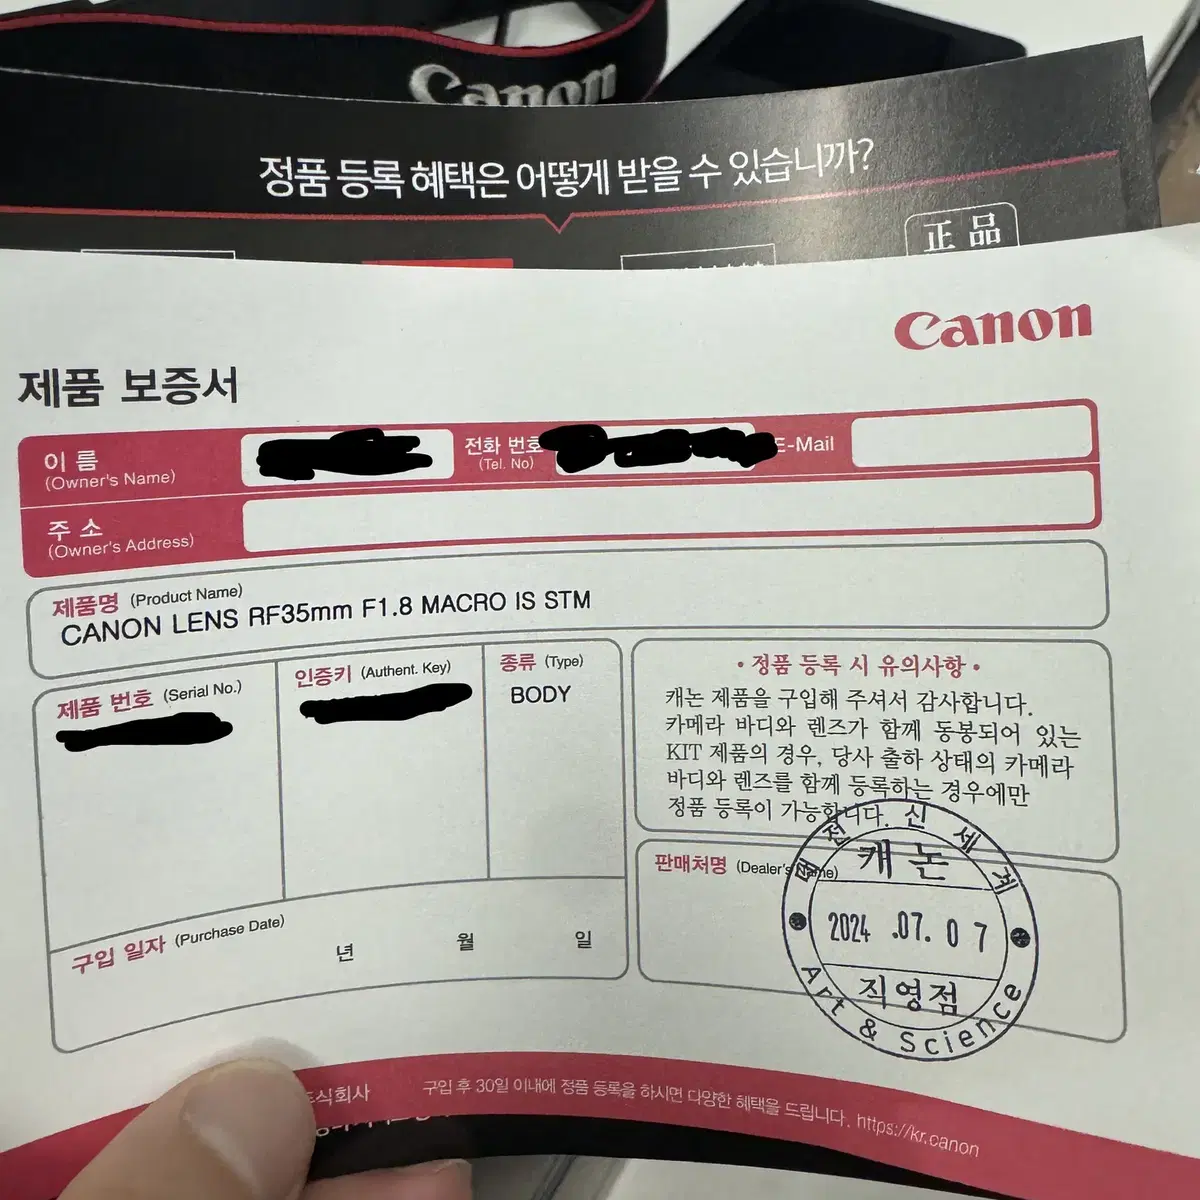 Canon
정품 등록 혜택은 어떻게 받을 수 있습니까?
正品
Canon
제품 보증서
이 름 (Owner's Name)
전화 번호 (Tel. No)
E-Mail
주 소 (Owner's Address)
제품명 (Product Name)
CANON LENS RF35mm F1.8 MACRO IS STM
제품 번호 (Serial No.)
인증키 (Authent. Key)
종류 (Type)
BODY
• 정품 등록 시 유의사항 •
캐논 제품을 구입해 주셔서 감사합니다.
카메라 바디와 렌즈가 함께 동봉되어 있는
KIT 제품의 경우, 당사 출하 상태의 카메라
바디와 렌즈를 함께 등록하는 경우에만
정품 등록이 가능합니다.
판매처명 (Dealer's Name)
대전신세계
캐논
2024 .07. 07
직영점
Art & Science
구입 일자 (Purchase Date)
년 월 일
식회사
구입 후 30일 이내에 정품 등록을 하시면 다양한 혜택을 드립니다. https://kr.canon